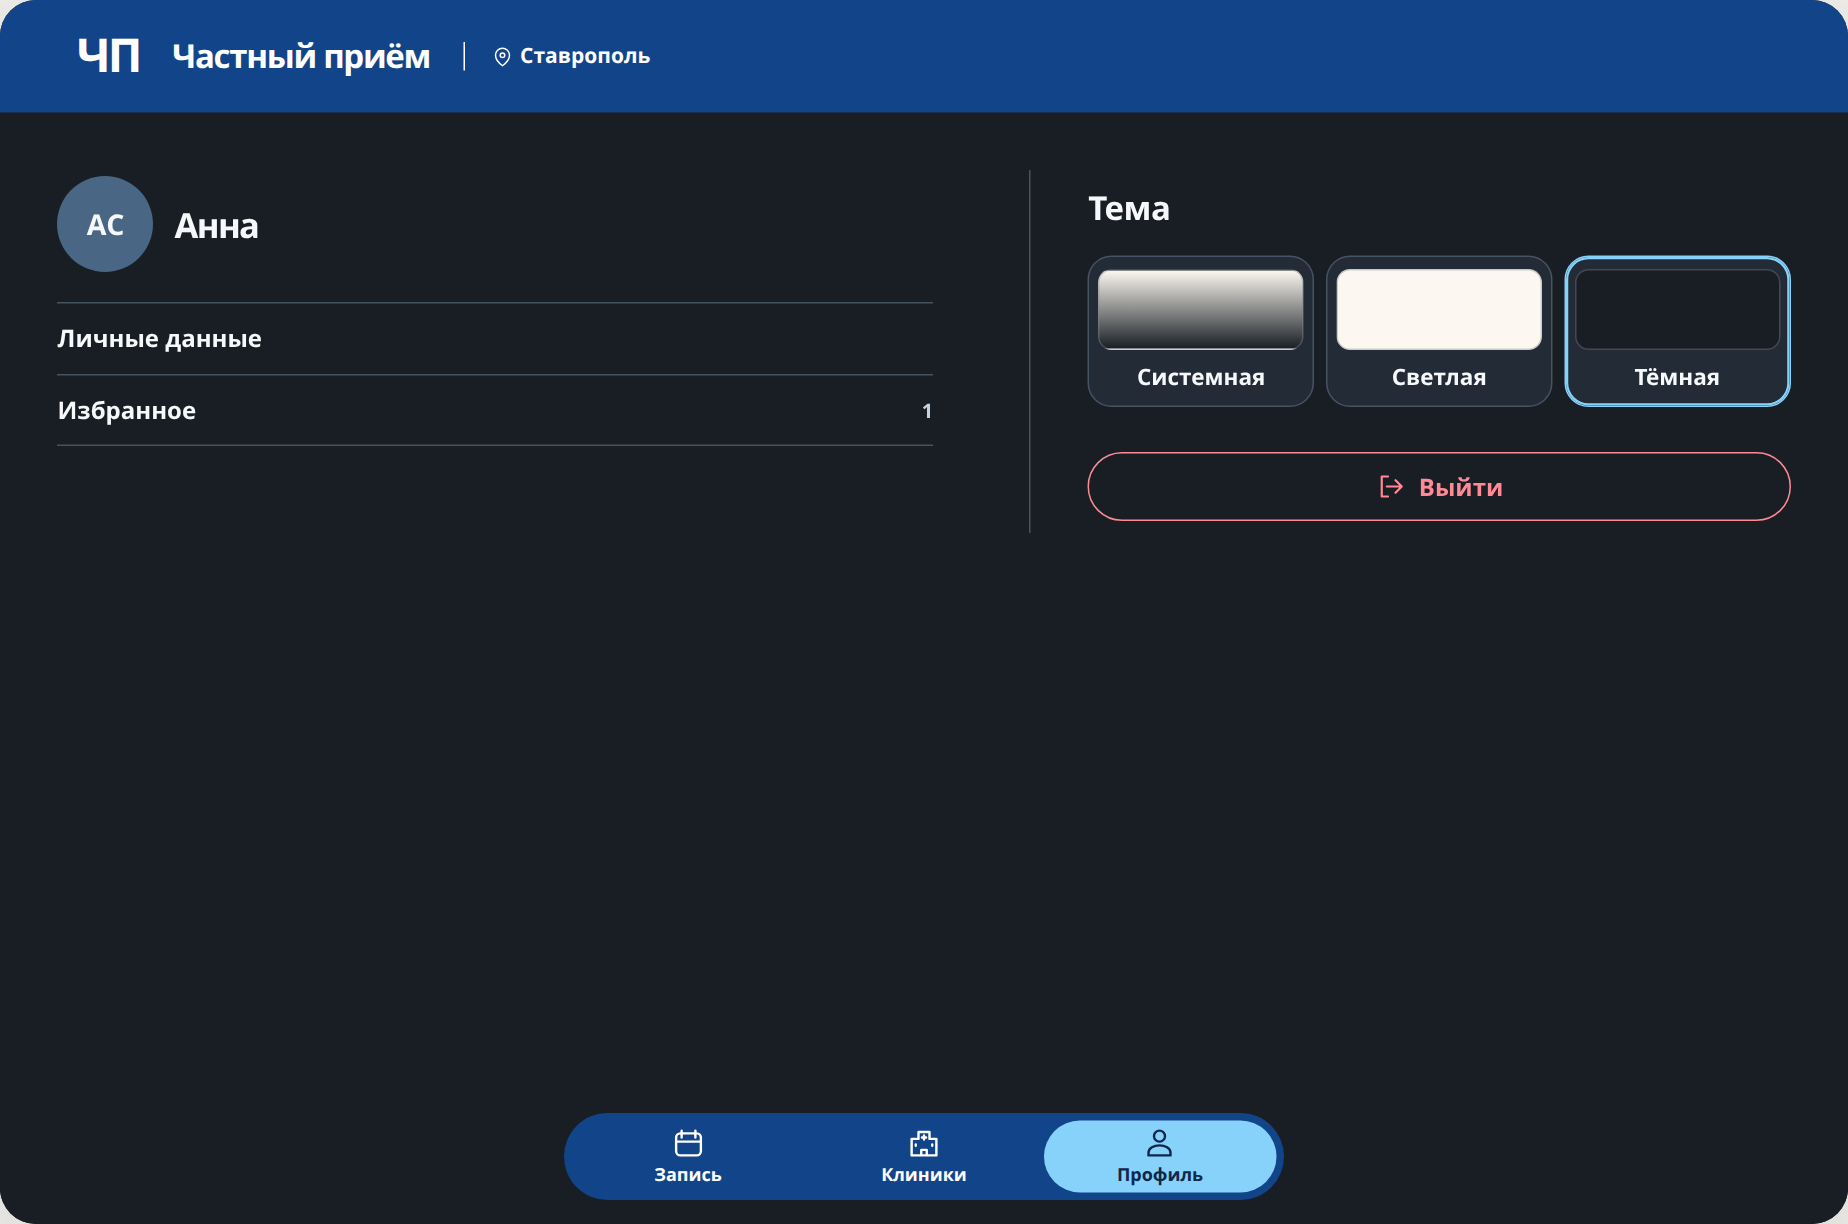 ЧП Частный приём Ставрополь
АС Анна
Личные данные
Избранное 1
Тема
Системная Светлая Тёмная
Выйти
Запись Клиники Профиль